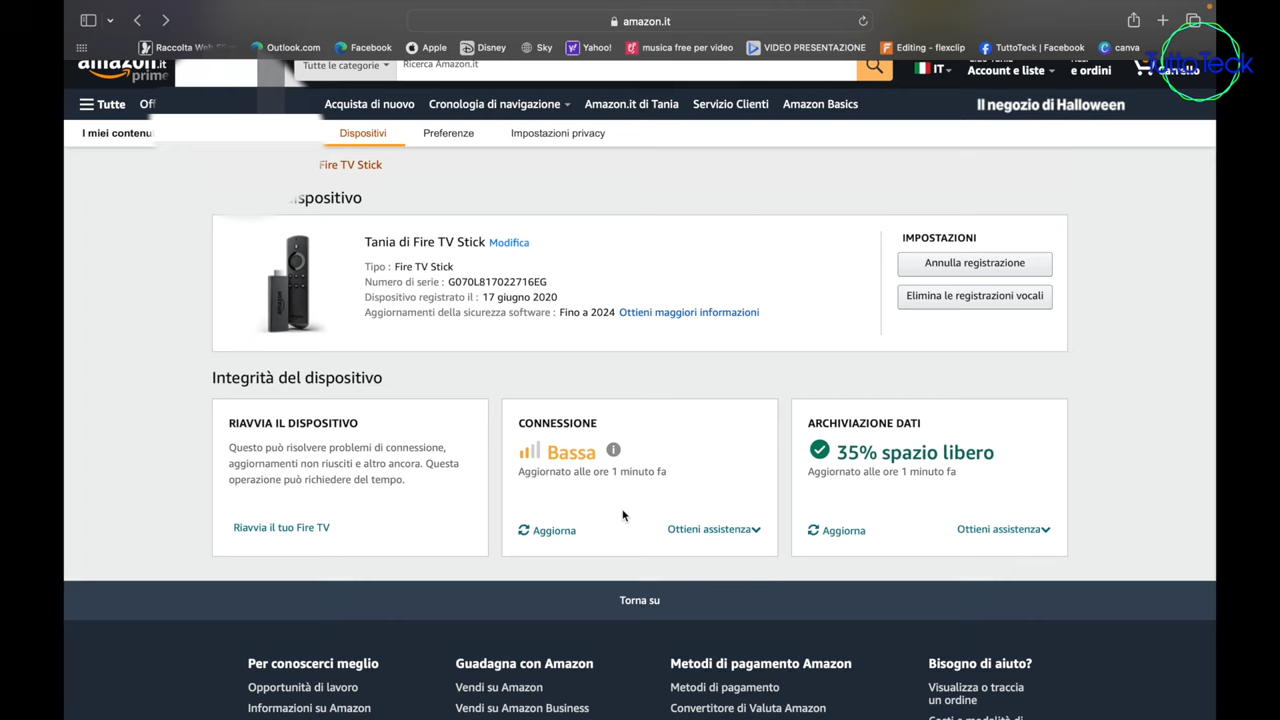 amazon.it
Raccolta Web Sli
Outlook.com
Facebook
Apple
Disney
Sky
Yahoo!
musica free per video
VIDEO PRESENTAZIONE
Editing - flexclip
TuttoTeck | Facebook
canva
TuttoTeck
amazon.it
prime
Tutte le categorie
Ricerca Amazon.it
IT
Account e liste
e ordini
Carrello
Tutte
Off
Acquista di nuovo
Cronologia di navigazione
Amazon.it di Tania
Servizio Clienti
Amazon Basics
Il negozio di Halloween
I miei contenu
Dispositivi
Preferenze
Impostazioni privacy
Fire TV Stick
ispositivo
Tania di Fire TV Stick Modifica
Tipo : Fire TV Stick
Numero di serie : G070L817022716EG
Dispositivo registrato il : 17 giugno 2020
Aggiornamenti della sicurezza software : Fino a 2024 Ottieni maggiori informazioni
IMPOSTAZIONI
Annulla registrazione
Elimina le registrazioni vocali
Integrità del dispositivo
RIAVVIA IL DISPOSITIVO
Questo può risolvere problemi di connessione,
aggiornamenti non riusciti e altro ancora. Questa
operazione può richiedere del tempo.
Riavvia il tuo Fire TV
CONNESSIONE
Bassa
Aggiornato alle ore 1 minuto fa
Aggiorna
Ottieni assistenza
ARCHIVIAZIONE DATI
35% spazio libero
Aggiornato alle ore 1 minuto fa
Aggiorna
Ottieni assistenza
Torna su
Per conoscerci meglio
Opportunità di lavoro
Informazioni su Amazon
Guadagna con Amazon
Vendi su Amazon
Vendi su Amazon Business
Metodi di pagamento Amazon
Metodi di pagamento
Convertitore di Valuta Amazon
Bisogno di aiuto?
Visualizza o traccia
un ordine